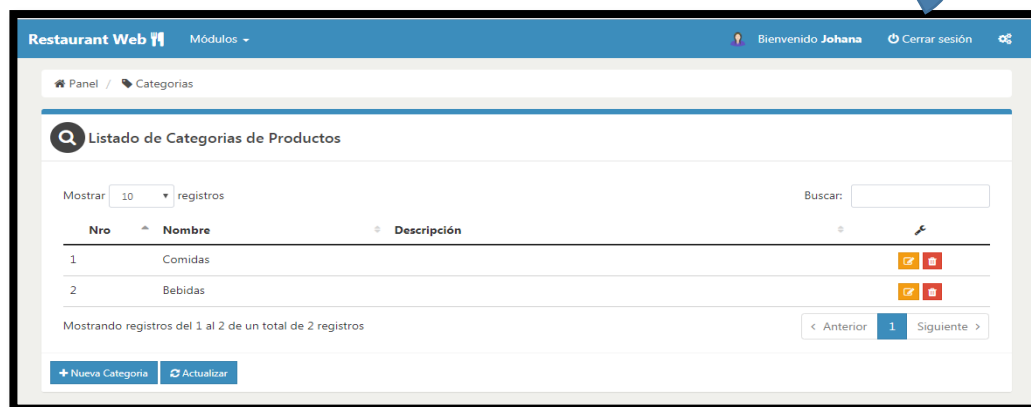 Restaurant Web Módulos Bienvenido Johana Cerrar sesión
Panel / Categorias
Listado de Categorias de Productos
Mostrar 10 registros Buscar:
Nro Nombre Descripción
1 Comidas
2 Bebidas
Mostrando registros del 1 al 2 de un total de 2 registros < Anterior 1 Siguiente >
+ Nueva Categoria Actualizar